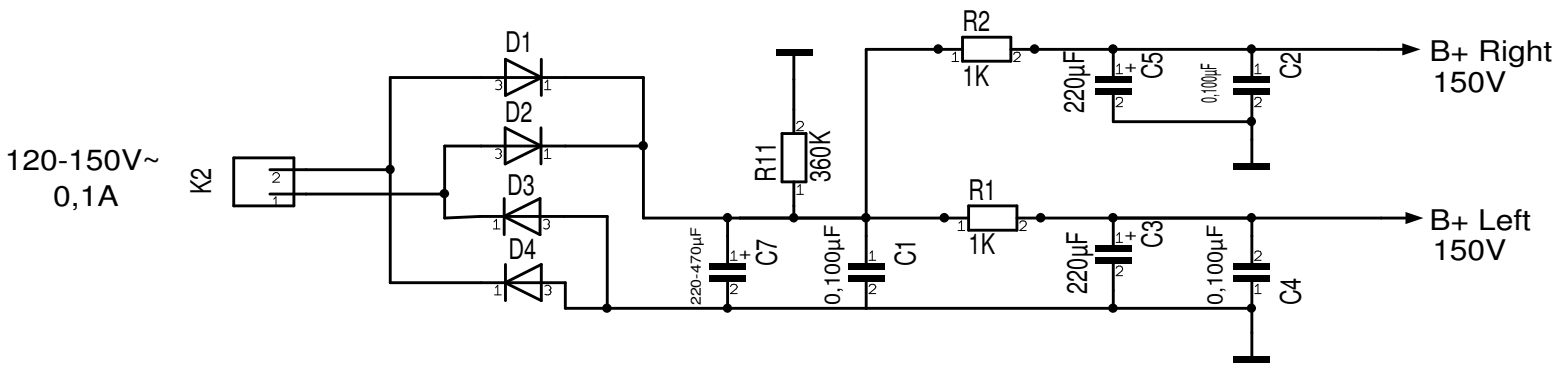 120-150V~
0,1A
K2
2
1
D1
3
1
D2
3
1
D3
1
3
D4
1
3
R11
360K
2
1
R2
1
2
1K
R1
1
2
1K
220-470µF
1
+
2
C7
0,100µF
1
2
C1
220µF
1
+
2
C5
0,100µF
1
2
C2
220µF
1
+
2
C3
0,100µF
2
1
C4
B+ Right
150V
B+ Left
150V